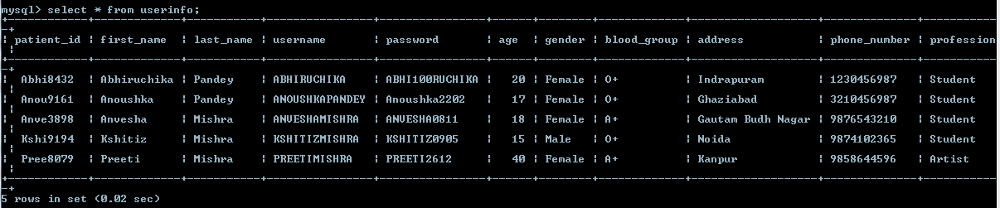 mysql> select * from userinfo;
+------------+-------------+-----------+----------------+----------------+------+--------+-------------+--------------------+--------------+------------+
| patient_id | first_name | last_name | username | password | age | gender | blood_group | address | phone_number | profession |
+------------+-------------+-----------+----------------+----------------+------+--------+-------------+--------------------+--------------+------------+
| Abhi8432 | Abhiruchika | Pandey | ABHIRUCHIKA | ABHI100RUCHIKA | 20 | Female | O+ | Indrapuram | 1230456987 | Student |
| Anou9161 | Anoushka | Pandey | ANOUSHKAPANDEY | Anoushka2202 | 17 | Female | O+ | Ghaziabad | 3210456987 | Student |
| Anve3898 | Anvesha | Mishra | ANVESHAMISHRA | ANVESHA0811 | 18 | Female | A+ | Gautam Budh Nagar | 9876543210 | Student |
| Kshi9194 | Kshitiz | Mishra | KSHITIZMISHRA | KSHITIZ0905 | 15 | Male | O+ | Noida | 9874102365 | Student |
| Pree8079 | Preeti | Mishra | PREETIMISHRA | PREETI2612 | 40 | Female | A+ | Kanpur | 9858644596 | Artist |
+------------+-------------+-----------+----------------+----------------+------+--------+-------------+--------------------+--------------+------------+
5 rows in set (0.02 sec)